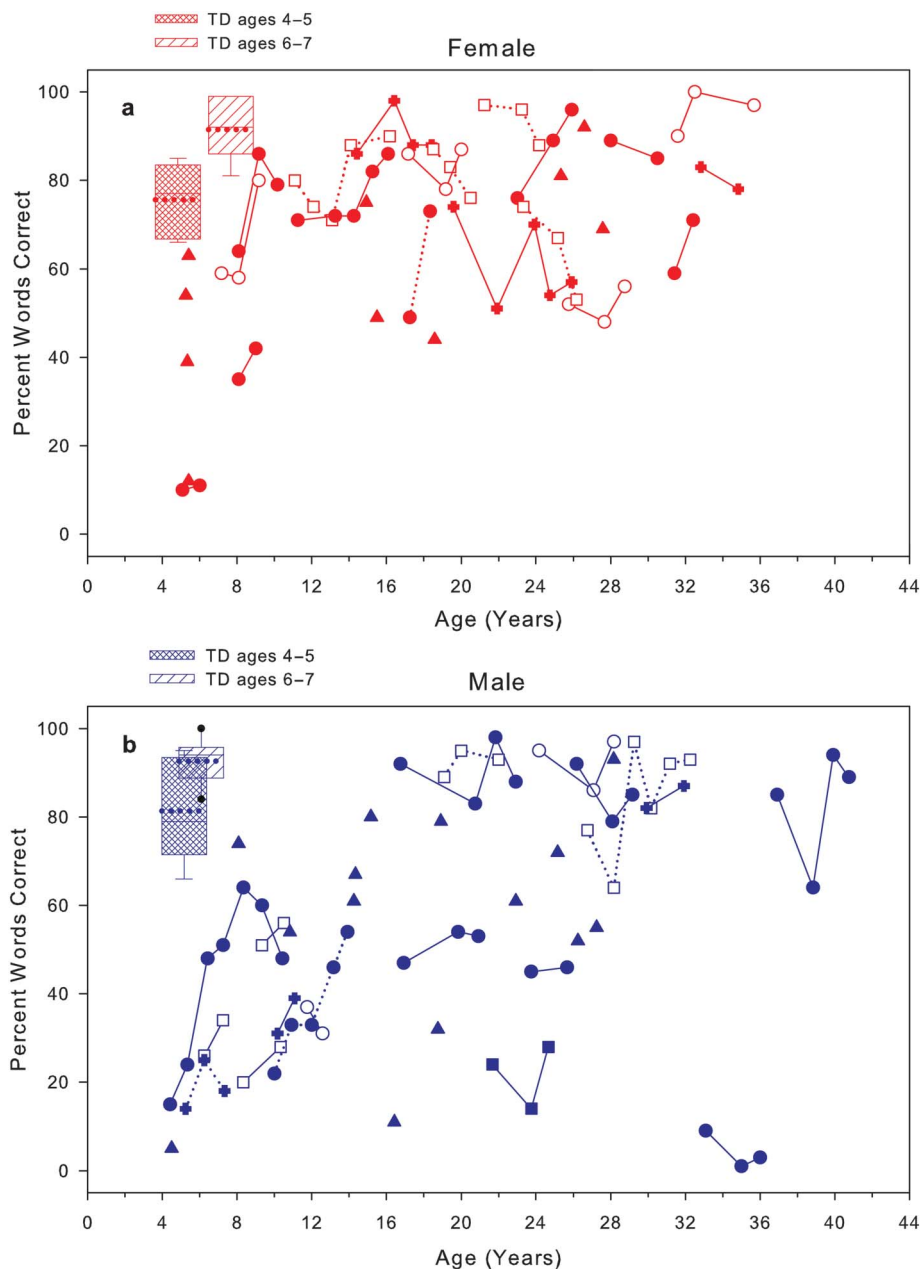 TD ages 4–5
TD ages 6–7
Female
a
Percent Words Correct
100
80
60
40
20
0
0 4 8 12 16 20 24 28 32 36 44
Age (Years)
TD ages 4–5
TD ages 6–7
Male
b
Percent Words Correct
100
80
60
40
20
0
0 4 8 12 16 20 24 28 32 36 40 44
Age (Years)